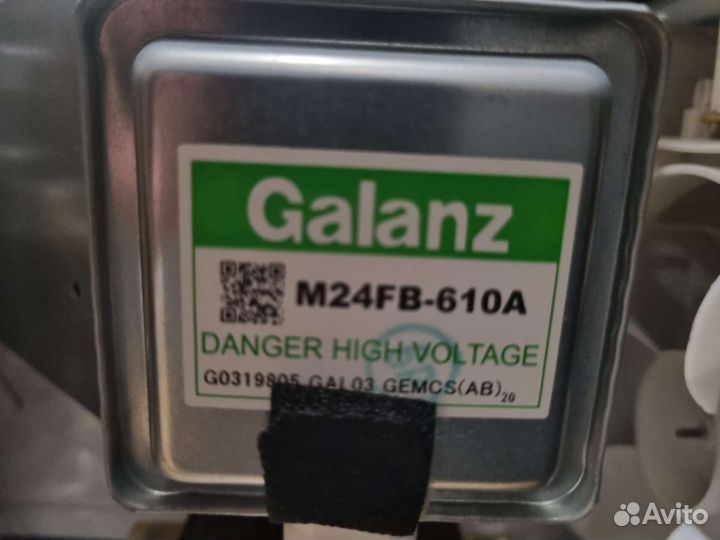 Galanz
M24FB-610A
DANGER HIGH VOLTAGE
G0319805 GAL03 GEMCS(AB)20
Avito